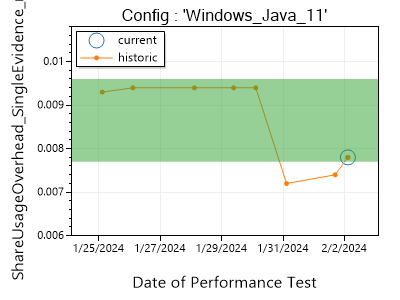 Config : 'Windows_Java_11'
ShareUsageOverhead_SingleEvidence_
current
historic
0.01
0.009
0.008
0.007
0.006
1/25/2024
1/27/2024
1/29/2024
1/31/2024
2/2/2024
Date of Performance Test